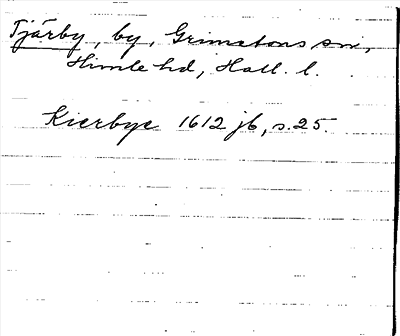 Tjärby, by, Grimetons sn,
Himle hd, Hall. l.
Kierbye 1612 jb, s. 25.